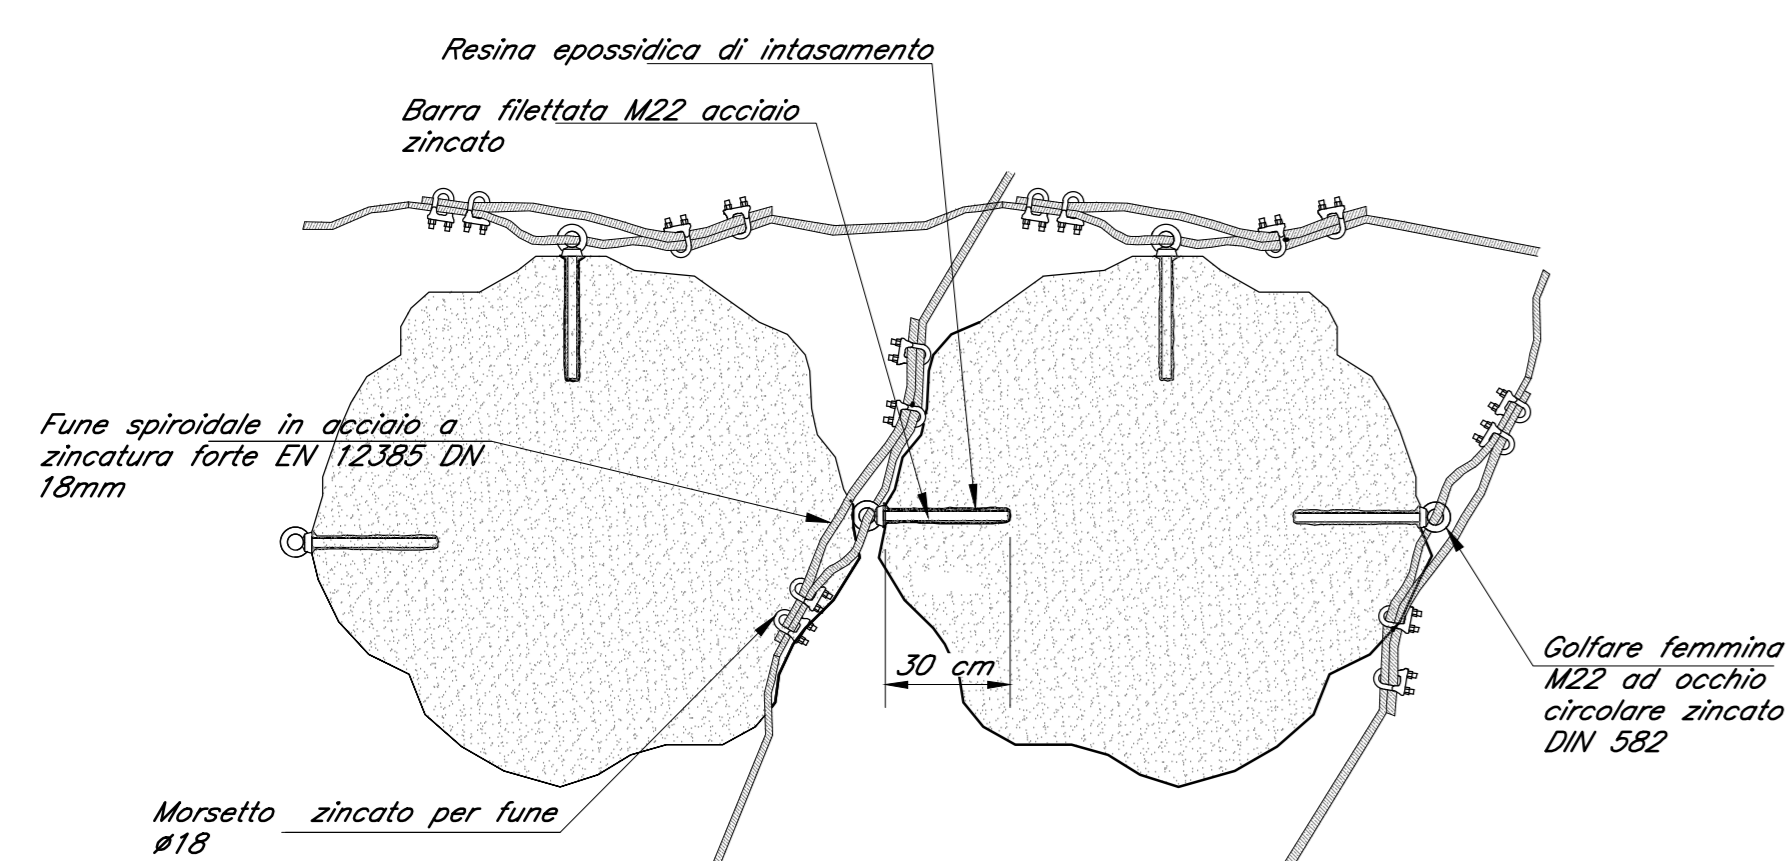 Resina epossidica di intasamento
Barra filettata M22 acciaio
zincato
Fune spiroidale in acciaio a
zincatura forte EN 12385 DN
18mm
30 cm
Golfare femmina
M22 ad occhio
circolare zincato
DIN 582
Morsetto zincato per fune
ø18